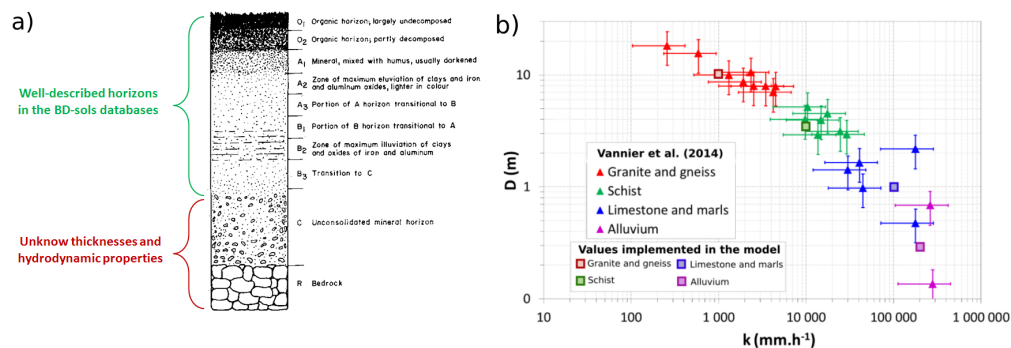 a)
Well-described horizons
in the BD-sols databases
Unknow thicknesses and
hydrodynamic properties
O1 Organic horizon, largely undecomposed
O2 Organic horizon; partly decomposed
A1 Mineral, mixed with humus, usually darkened
A2 Zone of maximum eluviation of clays and iron
and aluminum oxides, lighter in colour
A3 Portion of A horizon transitional to B
B1 Portion of B horizon transitional to A
B2 Zone of maximum illuviation of clays
and oxides of iron and aluminum
B3 Transition to C
C Unconsolidated mineral horizon
R Bedrock
b)
D (m)
10
1
0
Vannier et al. (2014)
Granite and gneiss
Schist
Limestone and marls
Alluvium
Values implemented in the model
Granite and gneiss
Limestone and marls
Schist
Alluvium
10
100
1 000
10 000
100 000
1 000 000
k (mm.h-1)